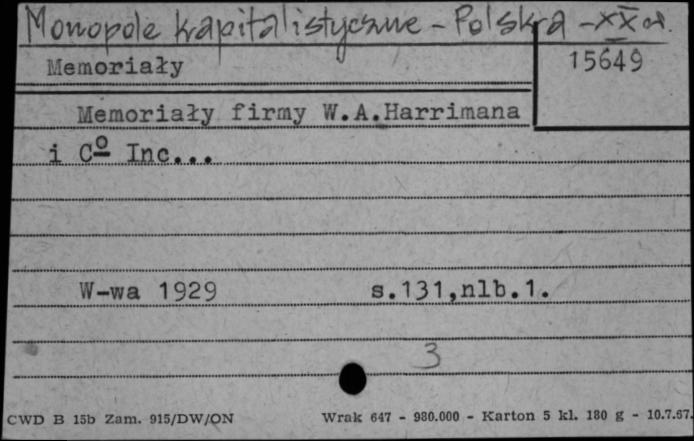 Monopole kapitalistyczne - Polska - XX w.
Memoriały
15649
Memoriały firmy W.A.Harrimana
i Cº Inc...
W-wa 1929 s.131,nlb.1.
3
CWD B 15b Zam. 915/DW/ON Wrak 647 - 980.000 - Karton 5 kl. 180 g - 10.7.67.